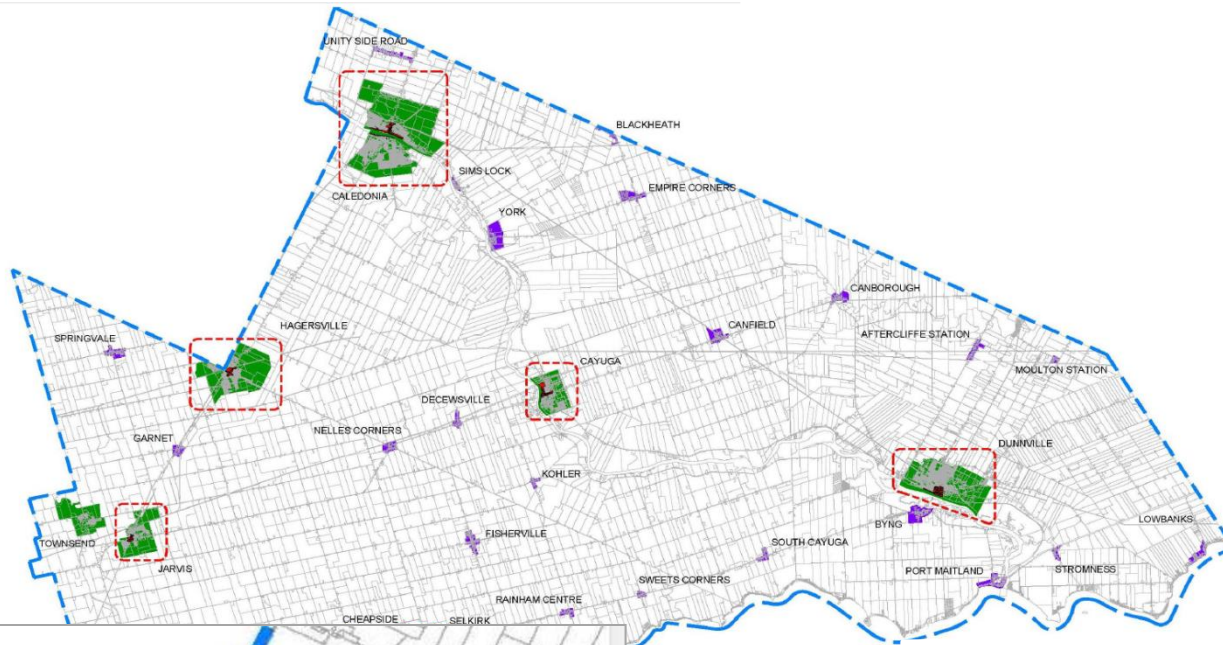 UNITY SIDE ROAD
BLACKHEATH
SIMS LOCK
EMPIRE CORNERS
CALEDONIA
YORK
CANBOROUGH
HAGERSVILLE
CANFIELD
AFTERCLIFFE STATION
SPRINGVALE
CAYUGA
MOULTON STATION
DECEWSVILLE
NELLES CORNERS
GARNET
DUNNVILLE
KOHLER
BYNG
LOWBANKS
FISHERVILLE
TOWNSEND
SOUTH CAYUGA
JARVIS
PORT MAITLAND
STROMNESS
SWEETS CORNERS
RAINHAM CENTRE
CHEAPSIDE
SELKIRK